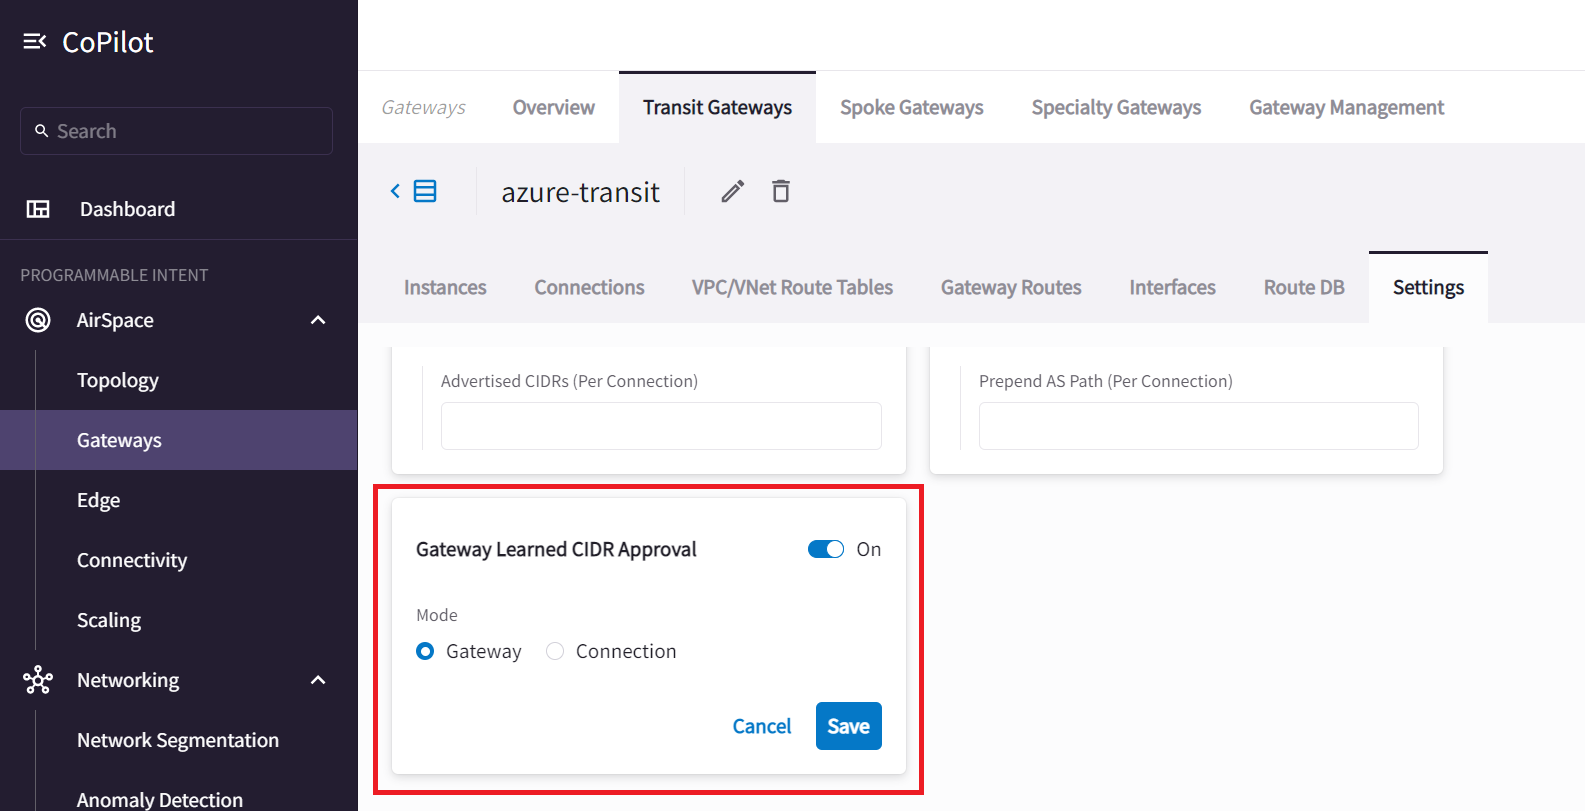 CoPilot
Search
Dashboard
PROGRAMMABLE INTENT
AirSpace
Topology
Gateways
Edge
Connectivity
Scaling
Networking
Network Segmentation
Anomaly Detection
Gateways Overview Transit Gateways Spoke Gateways Specialty Gateways Gateway Management
azure-transit
Instances Connections VPC/VNet Route Tables Gateway Routes Interfaces Route DB Settings
Advertised CIDRs (Per Connection)
Prepend AS Path (Per Connection)
Gateway Learned CIDR Approval On
Mode
Gateway Connection
Cancel Save